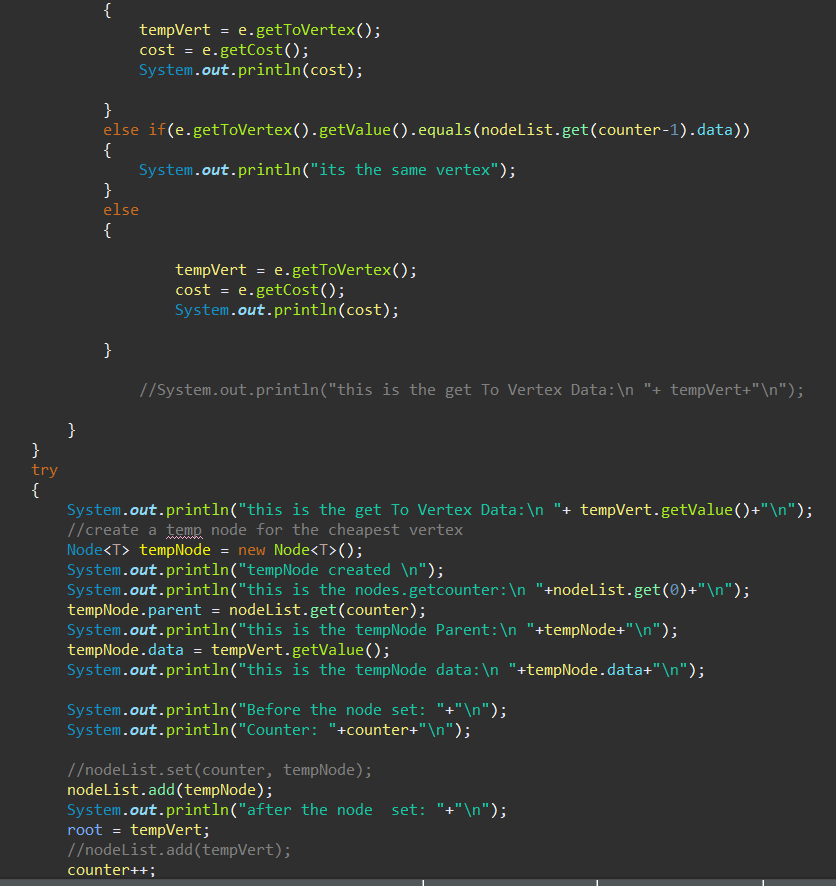 {
tempVert = e.getToVertex();
cost = e.getCost();
System.out.println(cost);
}
else if(e.getToVertex().getValue().equals(nodeList.get(counter-1).data))
{
System.out.println("its the same vertex");
}
else
{
tempVert = e.getToVertex();
cost = e.getCost();
System.out.println(cost);
}
//System.out.println("this is the get To Vertex Data:\n "+ tempVert+"\n");
}
}
try
{
System.out.println("this is the get To Vertex Data:\n "+ tempVert.getValue()+"\n");
//create a temp node for the cheapest vertex
Node<T> tempNode = new Node<T>();
System.out.println("tempNode created \n");
System.out.println("this is the nodes.getcounter:\n "+nodeList.get(0)+"\n");
tempNode.parent = nodeList.get(counter);
System.out.println("this is the tempNode Parent:\n "+tempNode+"\n");
tempNode.data = tempVert.getValue();
System.out.println("this is the tempNode data:\n "+tempNode.data+"\n");
System.out.println("Before the node set: "+"\n");
System.out.println("Counter: "+counter+"\n");
//nodeList.set(counter, tempNode);
nodeList.add(tempNode);
System.out.println("after the node  set: "+"\n");
root = tempVert;
//nodeList.add(tempVert);
counter++;